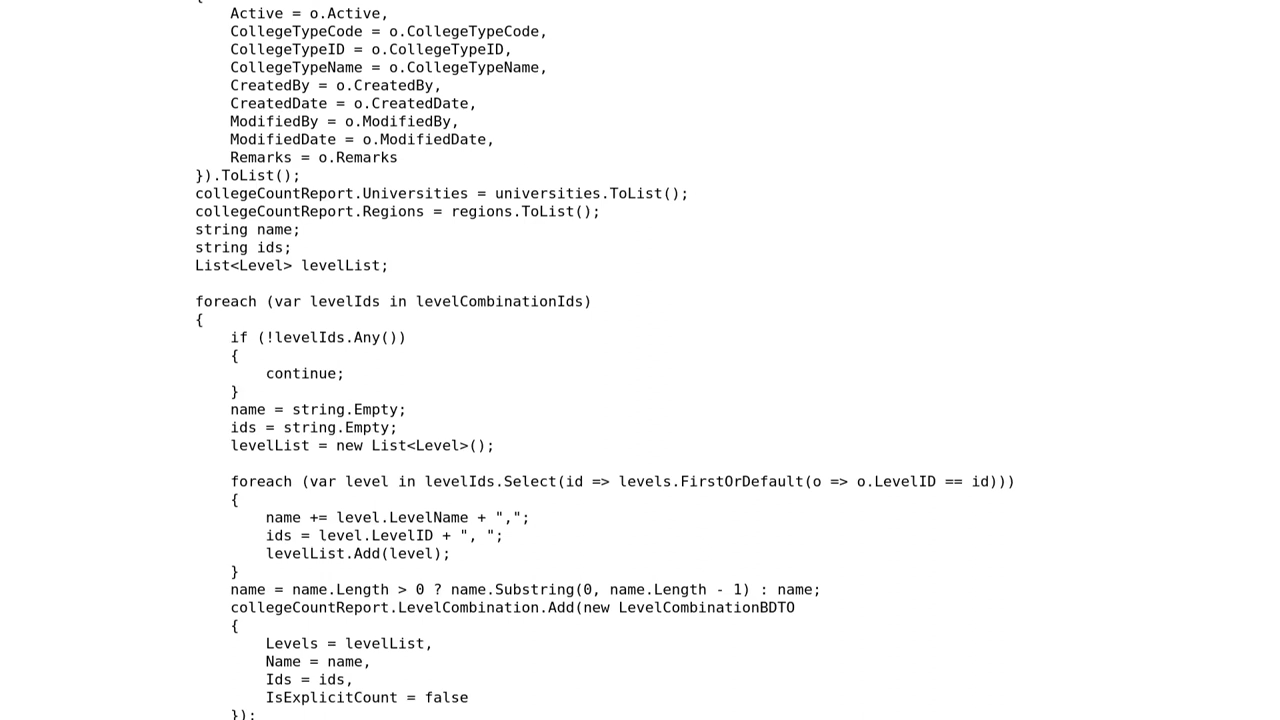 {
Active = o.Active,
CollegeTypeCode = o.CollegeTypeCode,
CollegeTypeID = o.CollegeTypeID,
CollegeTypeName = o.CollegeTypeName,
CreatedBy = o.CreatedBy,
CreatedDate = o.CreatedDate,
ModifiedBy = o.ModifiedBy,
ModifiedDate = o.ModifiedDate,
Remarks = o.Remarks
}).ToList();
collegeCountReport.Universities = universities.ToList();
collegeCountReport.Regions = regions.ToList();
string name;
string ids;
List<Level> levelList;
foreach (var levelIds in levelCombinationIds)
{
if (!levelIds.Any())
{
continue;
}
name = string.Empty;
ids = string.Empty;
levelList = new List<Level>();
foreach (var level in levelIds.Select(id => levels.FirstOrDefault(o => o.LevelID == id)))
{
name += level.LevelName + ",";
ids = level.LevelID + ", ";
levelList.Add(level);
}
name = name.Length > 0 ? name.Substring(0, name.Length - 1) : name;
collegeCountReport.LevelCombination.Add(new LevelCombinationBDTO
{
Levels = levelList,
Name = name,
Ids = ids,
IsExplicitCount = false
});